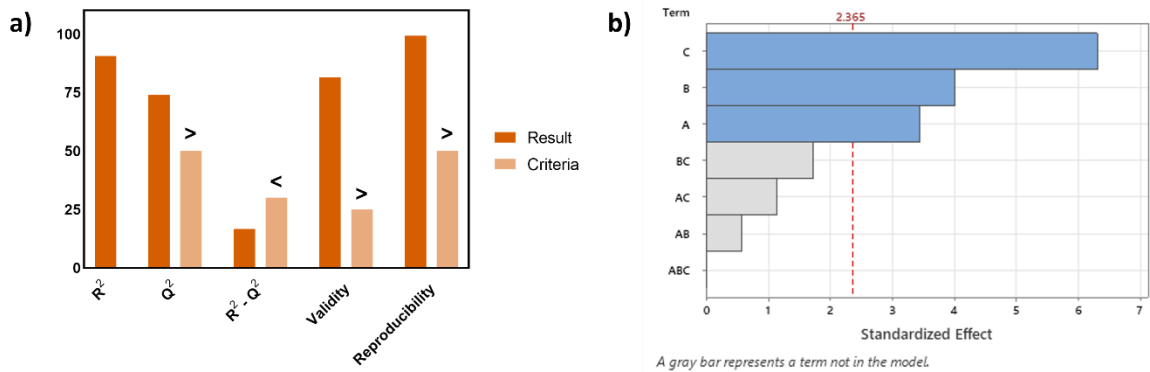 a)
100
75
50
25
0
>
<
>
>
R²
Q²
R² - Q²
Validity
Reproducibility
Result
Criteria
b)
Term
2.365
C
B
A
BC
AC
AB
ABC
0 1 2 3 4 5 6 7
Standardized Effect
A gray bar represents a term not in the model.